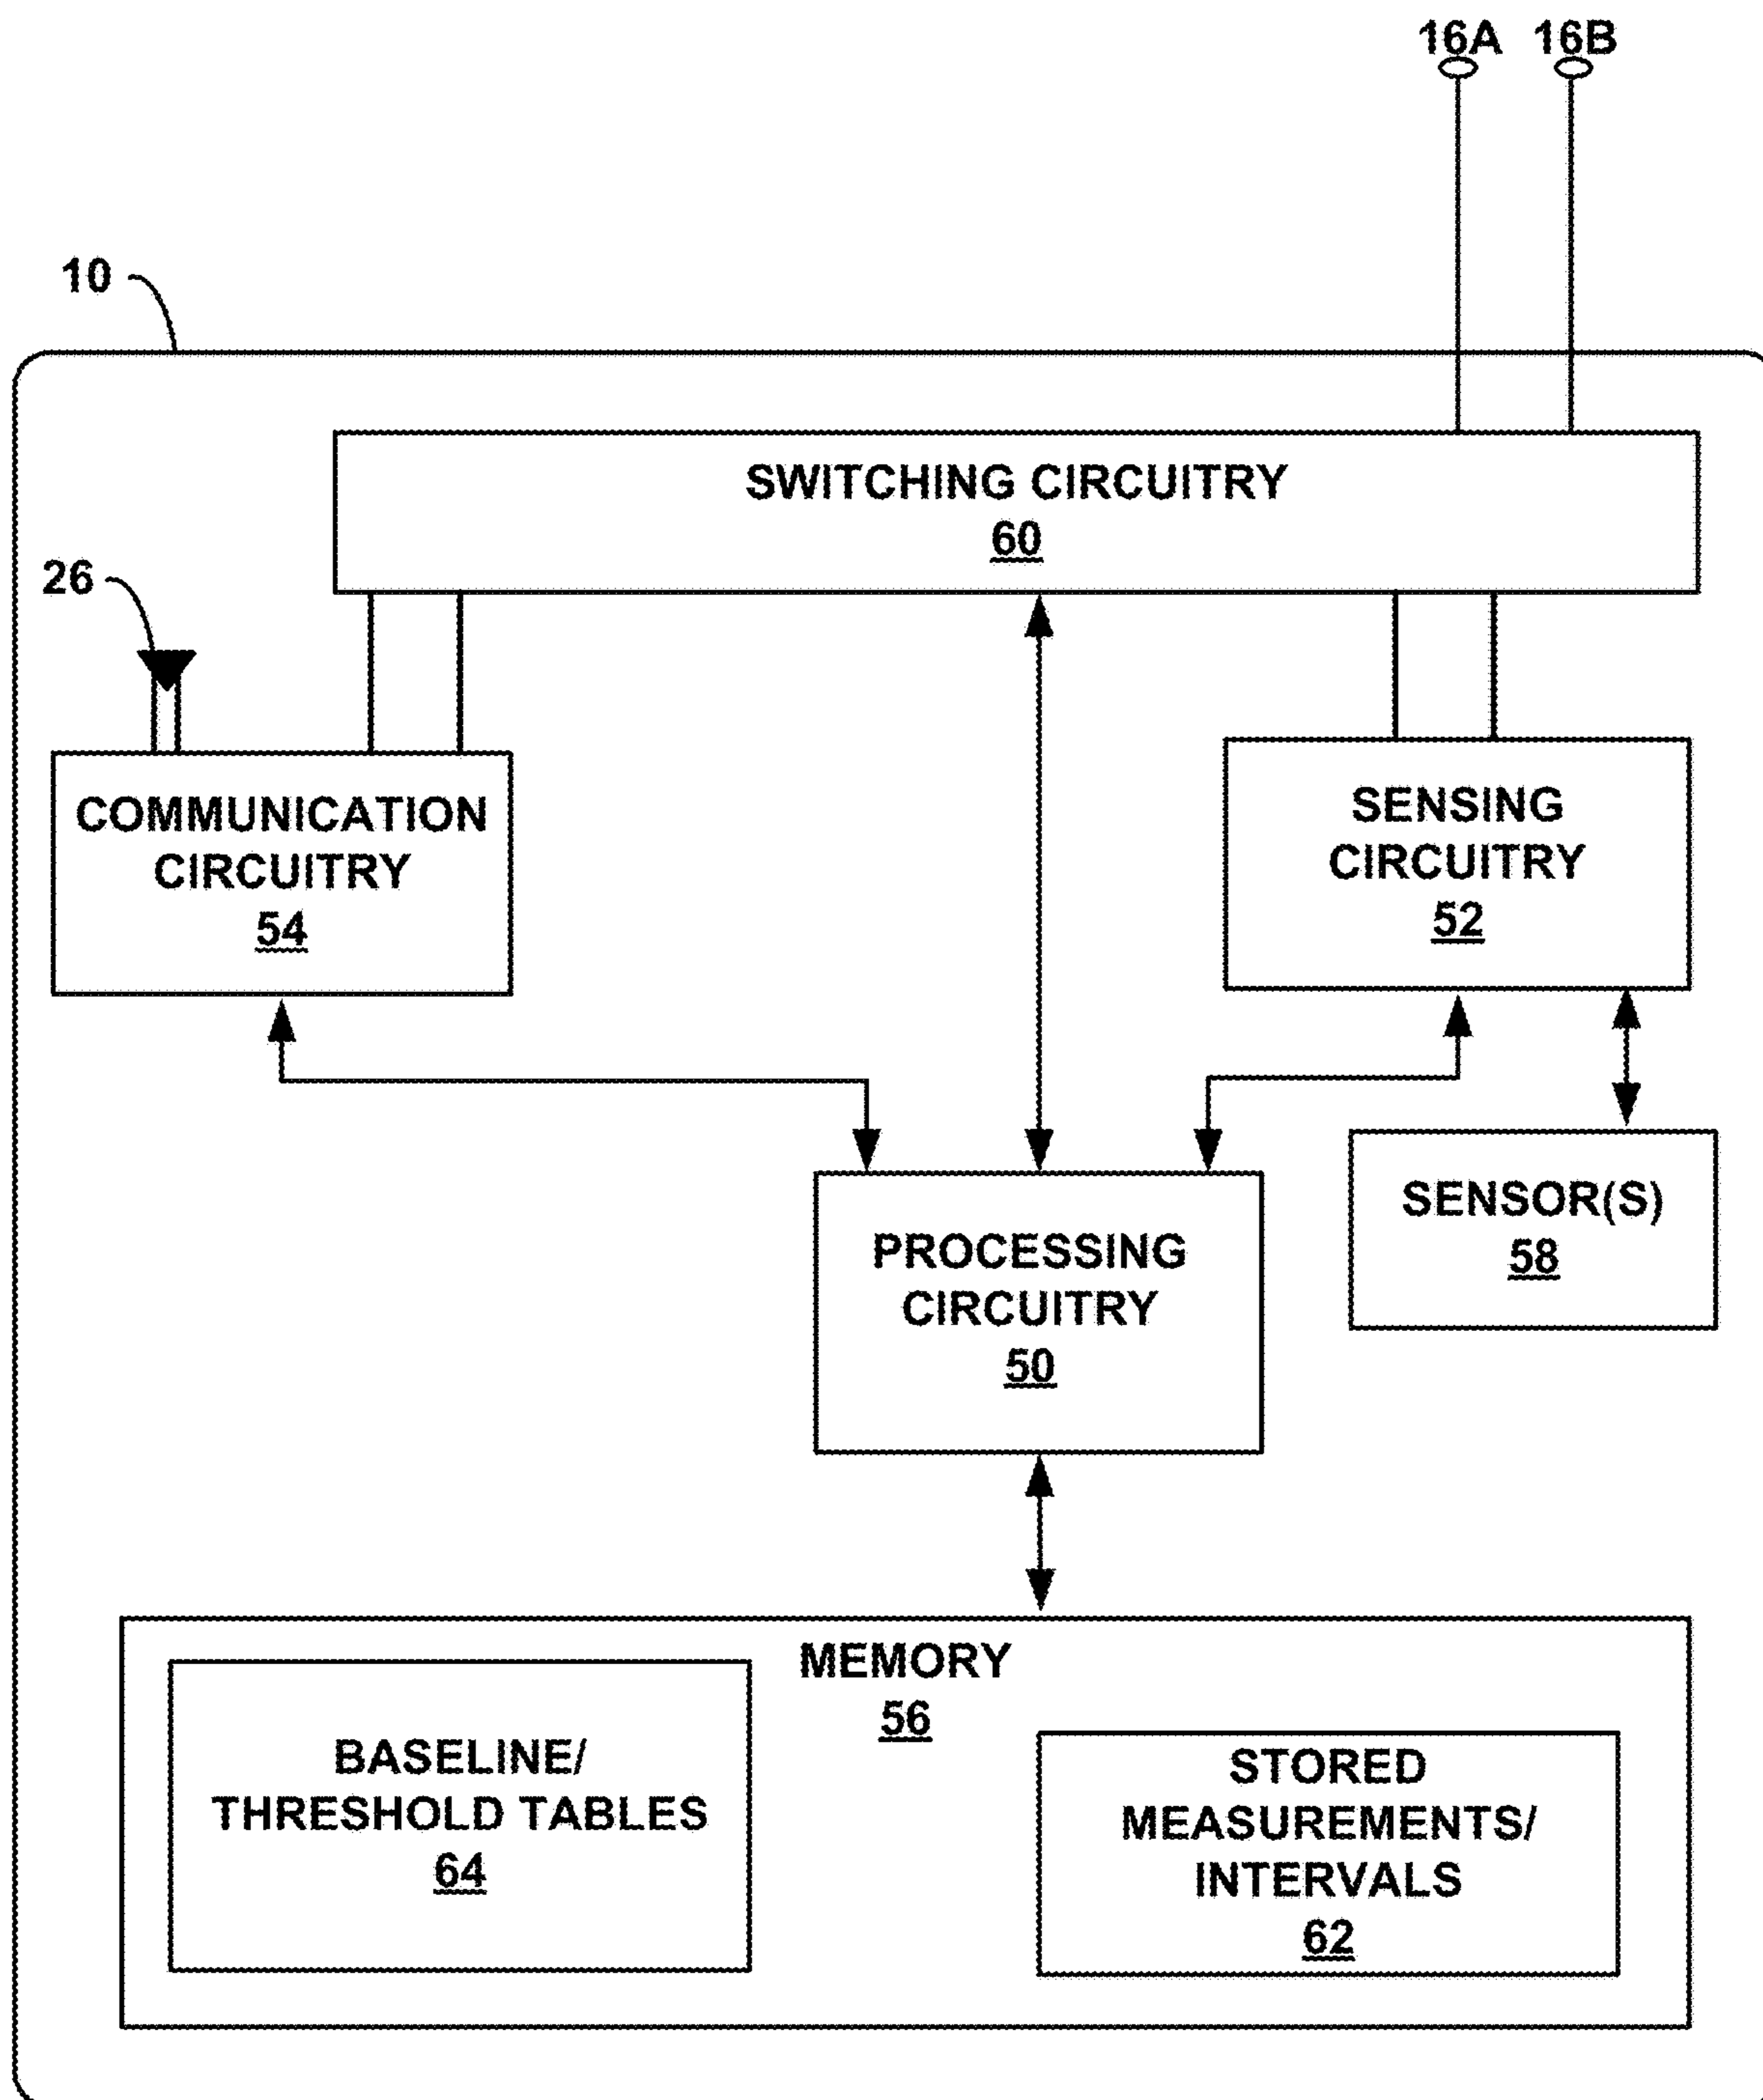 16A 16B
10
SWITCHING CIRCUITRY
60
26
COMMUNICATION
CIRCUITRY
54
SENSING
CIRCUITRY
52
SENSOR(S)
58
PROCESSING
CIRCUITRY
50
MEMORY
56
BASELINE/
THRESHOLD TABLES
64
STORED
MEASUREMENTS/
INTERVALS
62